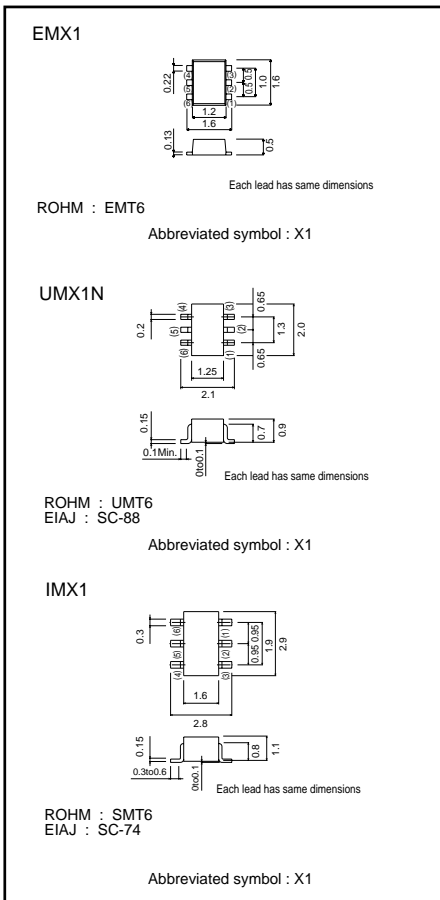 EMX1
0.22
(4)
(3)
(5)
(2)
(6)
(1)
0.5 0.5
1.0
1.6
1.2
1.6
0.13
0.5
Each lead has same dimensions
ROHM : EMT6
Abbreviated symbol : X1
UMX1N
(4)
(3)
0.65
0.2
(5)
(2)
1.3
2.0
(6)
(1)
0.65
1.25
2.1
0.15
0.1Min.
0to0.1
0.7
0.9
Each lead has same dimensions
ROHM : UMT6
EIAJ : SC-88
Abbreviated symbol : X1
IMX1
0.3
(6)
(1)
(5)
(2)
(4)
(3)
0.95 0.95
1.9
2.9
1.6
2.8
0.15
0.3to0.6
0to0.1
0.8
1.1
Each lead has same dimensions
ROHM : SMT6
EIAJ : SC-74
Abbreviated symbol : X1